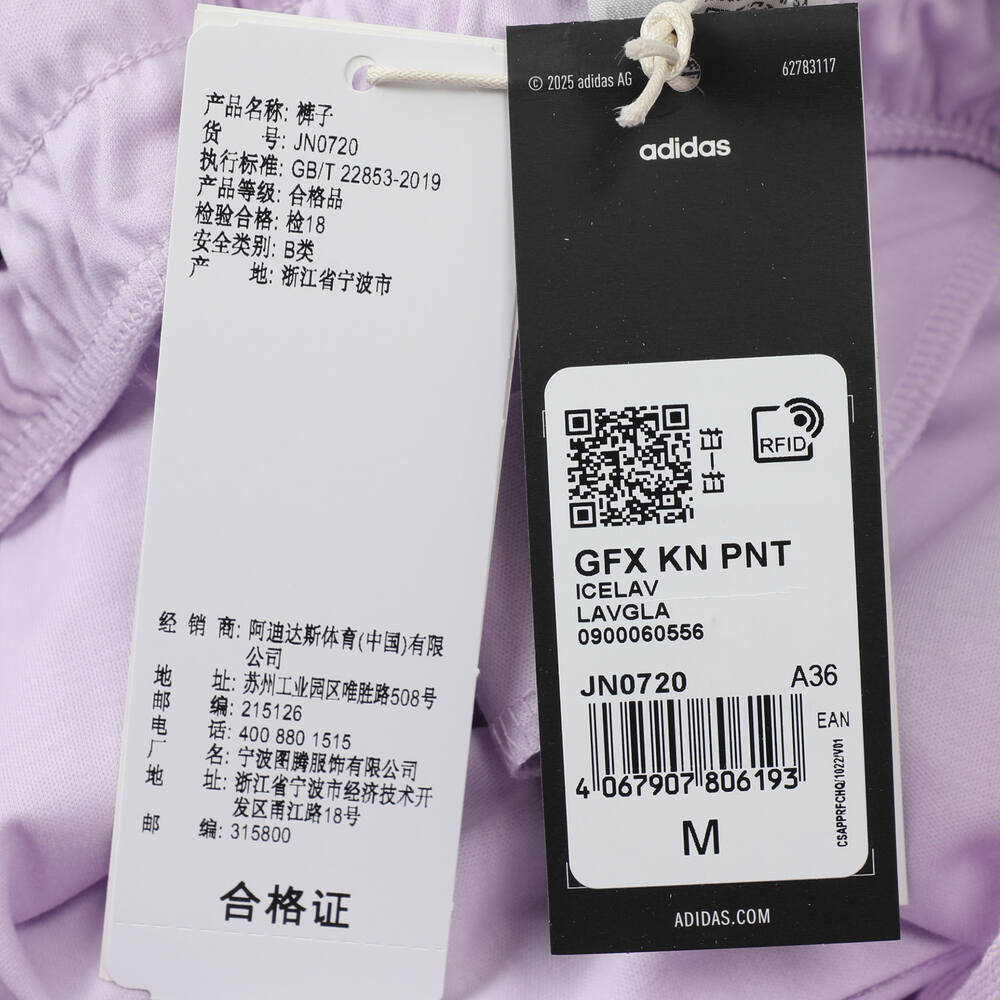 产品名称: 裤子
货 号: JN0720
执行标准: GB/T 22853-2019
产品等级: 合格品
检验合格: 检18
安全类别: B类
产 地: 浙江省宁波市
经 销 商: 阿迪达斯体育(中国)有限
公司
地 址: 苏州工业园区唯胜路508号
邮 编: 215126
电 话: 400 880 1515
厂 名: 宁波图腾服饰有限公司
地 址: 浙江省宁波市经济技术开
发区甬江路18号
邮 编: 315800
合格证
© 2025 adidas AG
62783117
adidas
扫一扫
RFID
GFX KN PNT
ICELAV
LAVGLA
0900060556
JN0720 A36
EAN
4 067907 806193
CSAPPRFCHQ/1022/V01
M
ADIDAS.COM